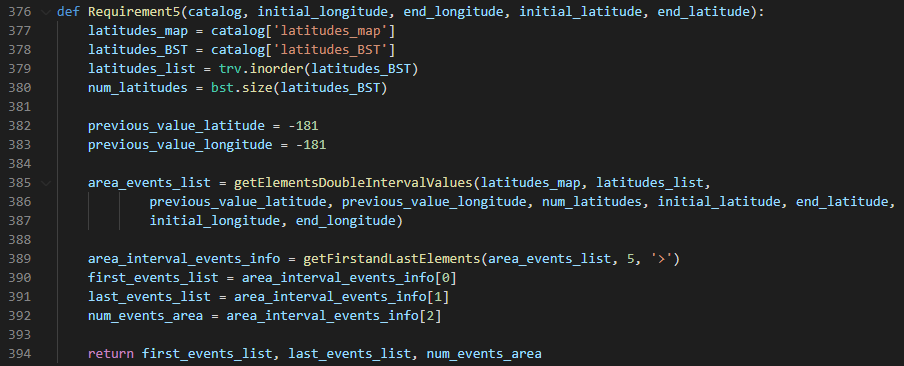 376 def Requirement5(catalog, initial_longitude, end_longitude, initial_latitude, end_latitude):
377     latitudes_map = catalog['latitudes_map']
378     latitudes_BST = catalog['latitudes_BST']
379     latitudes_list = trv.inorder(latitudes_BST)
380     num_latitudes = bst.size(latitudes_BST)
381
382     previous_value_latitude = -181
383     previous_value_longitude = -181
384
385     area_events_list = getElementsDoubleIntervalValues(latitudes_map, latitudes_list,
386             previous_value_latitude, previous_value_longitude, num_latitudes, initial_latitude, end_latitude,
387             initial_longitude, end_longitude)
388
389     area_interval_events_info = getFirstandLastElements(area_events_list, 5, '>')
390     first_events_list = area_interval_events_info[0]
391     last_events_list = area_interval_events_info[1]
392     num_events_area = area_interval_events_info[2]
393
394     return first_events_list, last_events_list, num_events_area